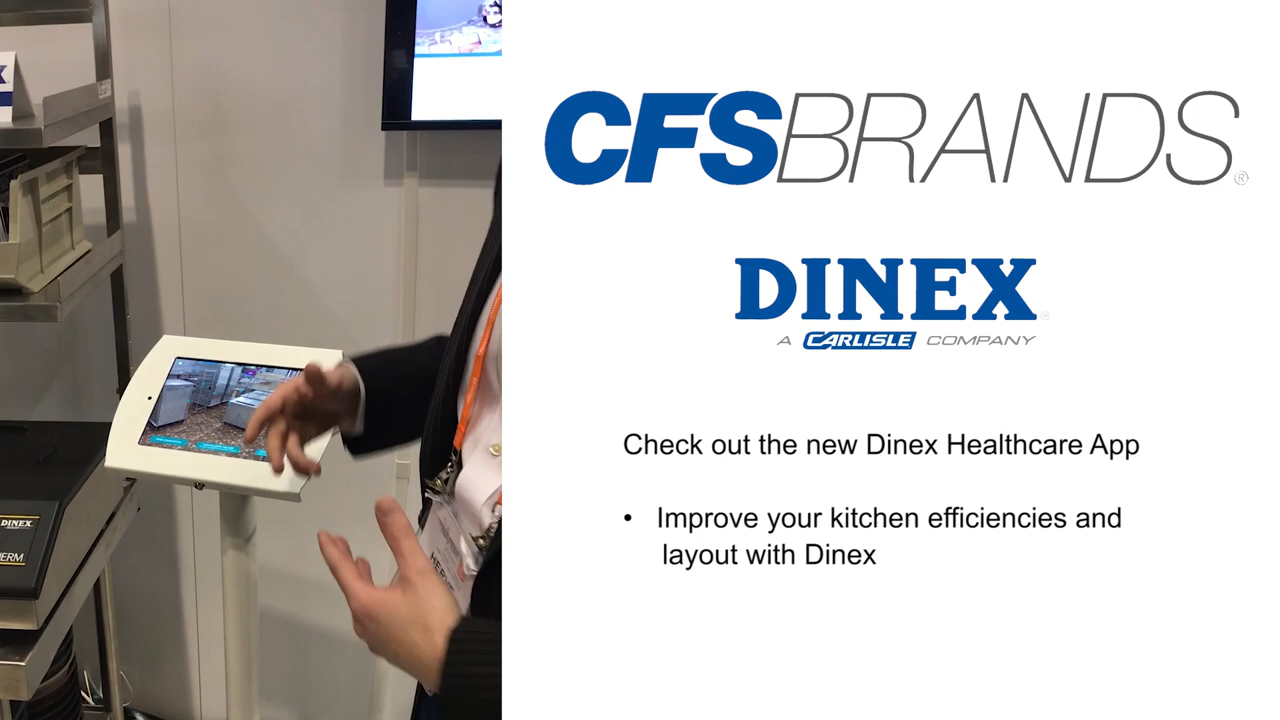 CFSBRANDS®
DINEX®
A CARLISLE COMPANY
Check out the new Dinex Healthcare App
• Improve your kitchen efficiencies and
layout with Dinex
DINEX